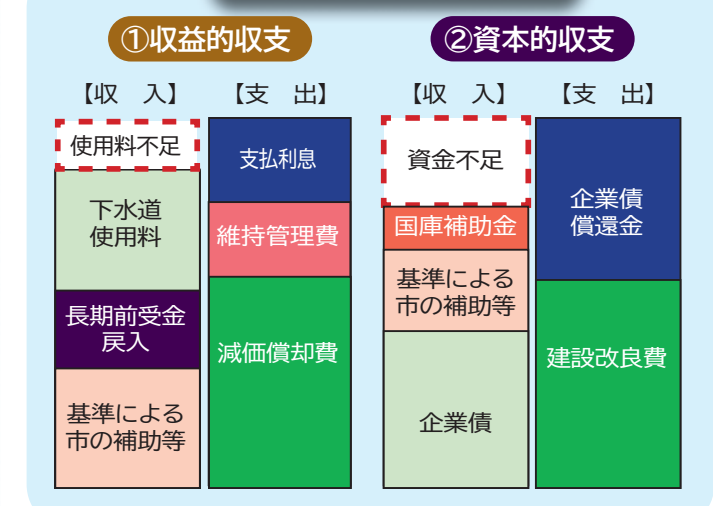 ①収益的収支
【収　入】
【支　出】
使用料不足
下水道
使用料
長期前受金
戻入
基準による
市の補助等
支払利息
維持管理費
減価償却費
②資本的収支
【収　入】
【支　出】
資金不足
国庫補助金
基準による
市の補助等
企業債
企業債
償還金
建設改良費